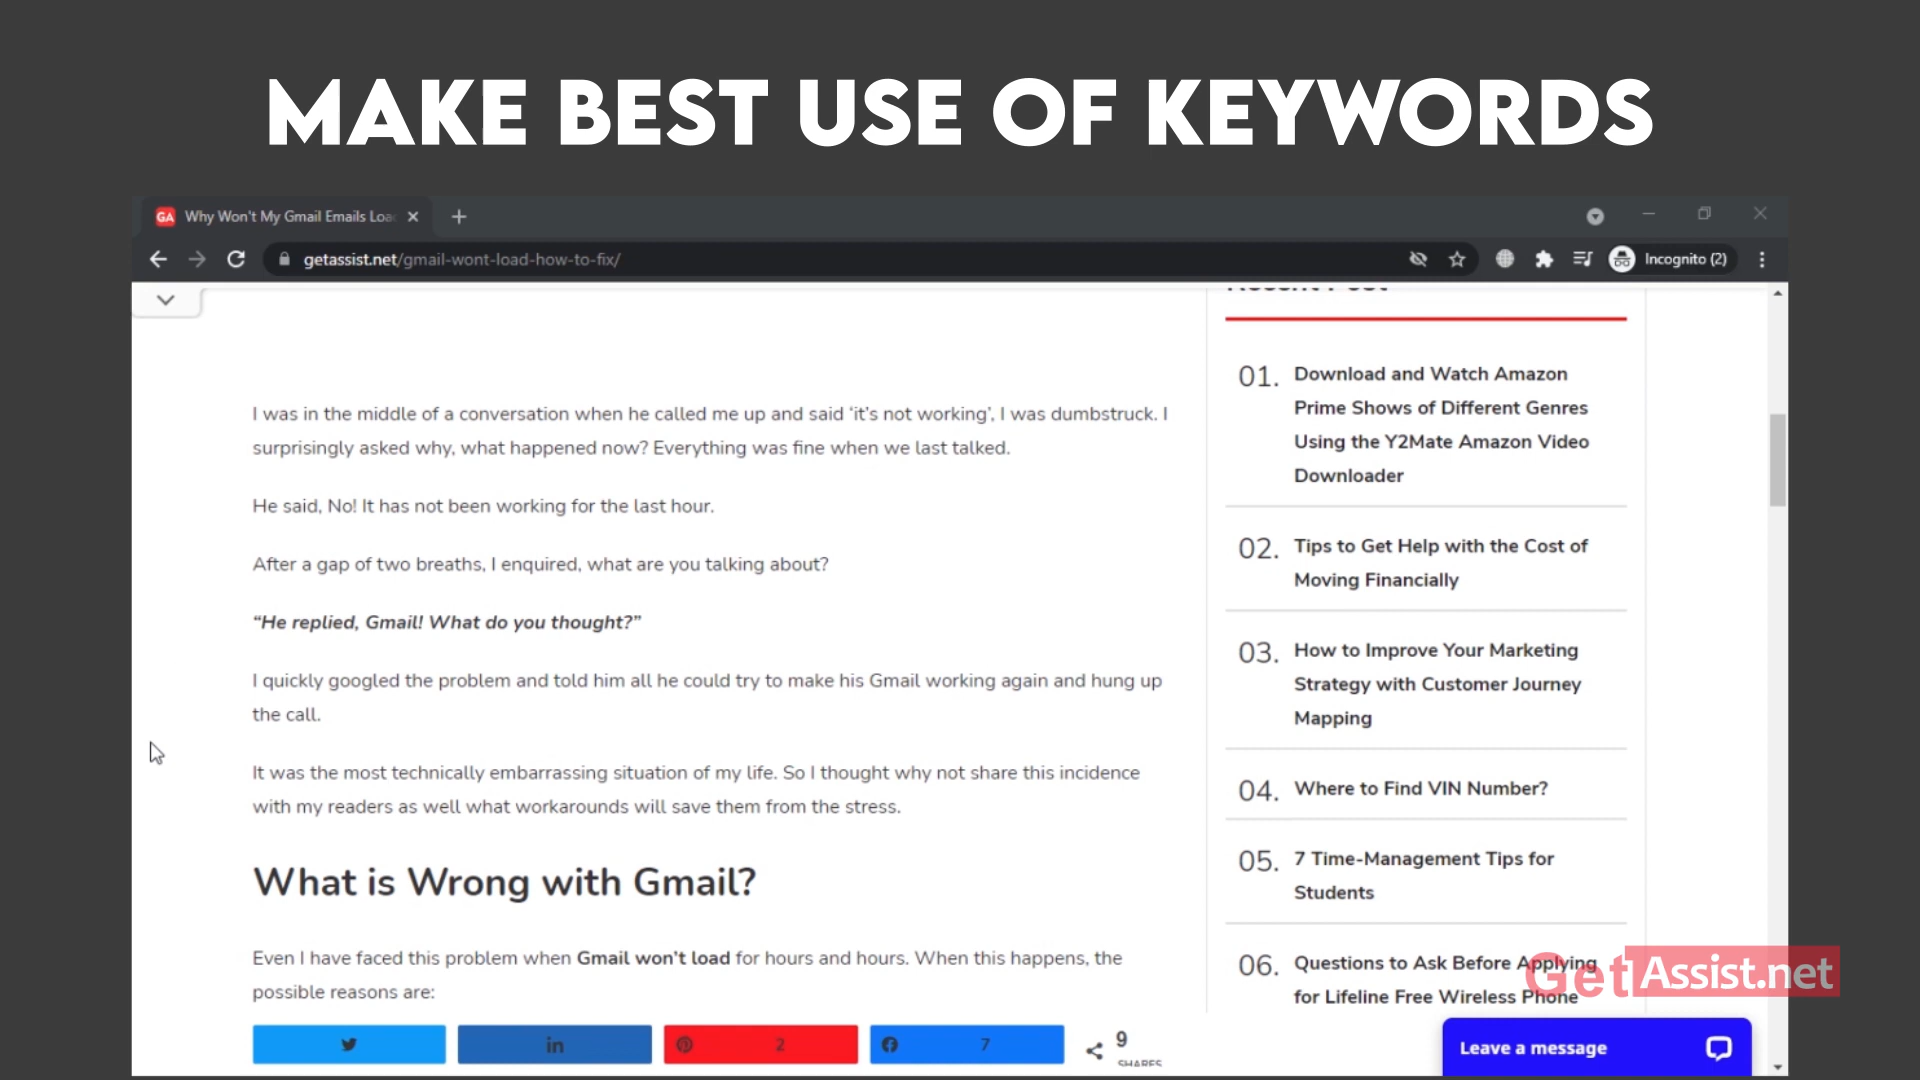 MAKE BEST USE OF KEYWORDS
GA Why Won't My Gmail Emails Loa
getassist.net/gmail-wont-load-how-to-fix/
Incognito (2)
I was in the middle of a conversation when he called me up and said ‘it’s not working’, I was dumbstruck. I
surprisingly asked why, what happened now? Everything was fine when we last talked.
He said, No! It has not been working for the last hour.
After a gap of two breaths, I enquired, what are you talking about?
“He replied, Gmail! What do you thought?”
I quickly googled the problem and told him all he could try to make his Gmail working again and hung up
the call.
It was the most technically embarrassing situation of my life. So I thought why not share this incidence
with my readers as well what workarounds will save them from the stress.
What is Wrong with Gmail?
Even I have faced this problem when Gmail won’t load for hours and hours. When this happens, the
possible reasons are:
in
2
7
9
SHARES
Recent Post
01. Download and Watch Amazon
Prime Shows of Different Genres
Using the Y2Mate Amazon Video
Downloader
02. Tips to Get Help with the Cost of
Moving Financially
03. How to Improve Your Marketing
Strategy with Customer Journey
Mapping
04. Where to Find VIN Number?
05. 7 Time-Management Tips for
Students
06. Questions to Ask Before Applying
for Lifeline Free Wireless Phone
GetAssist.net
Leave a message